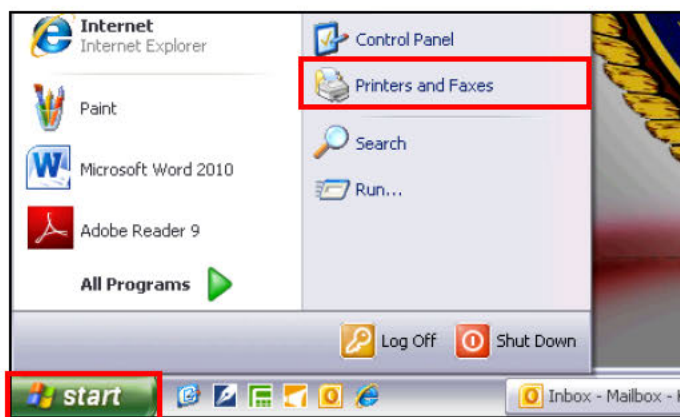 Internet
Internet Explorer
Paint
Microsoft Word 2010
Adobe Reader 9
All Programs
Control Panel
Printers and Faxes
Search
Run...
Log Off
Shut Down
start
Inbox - Mailbox -